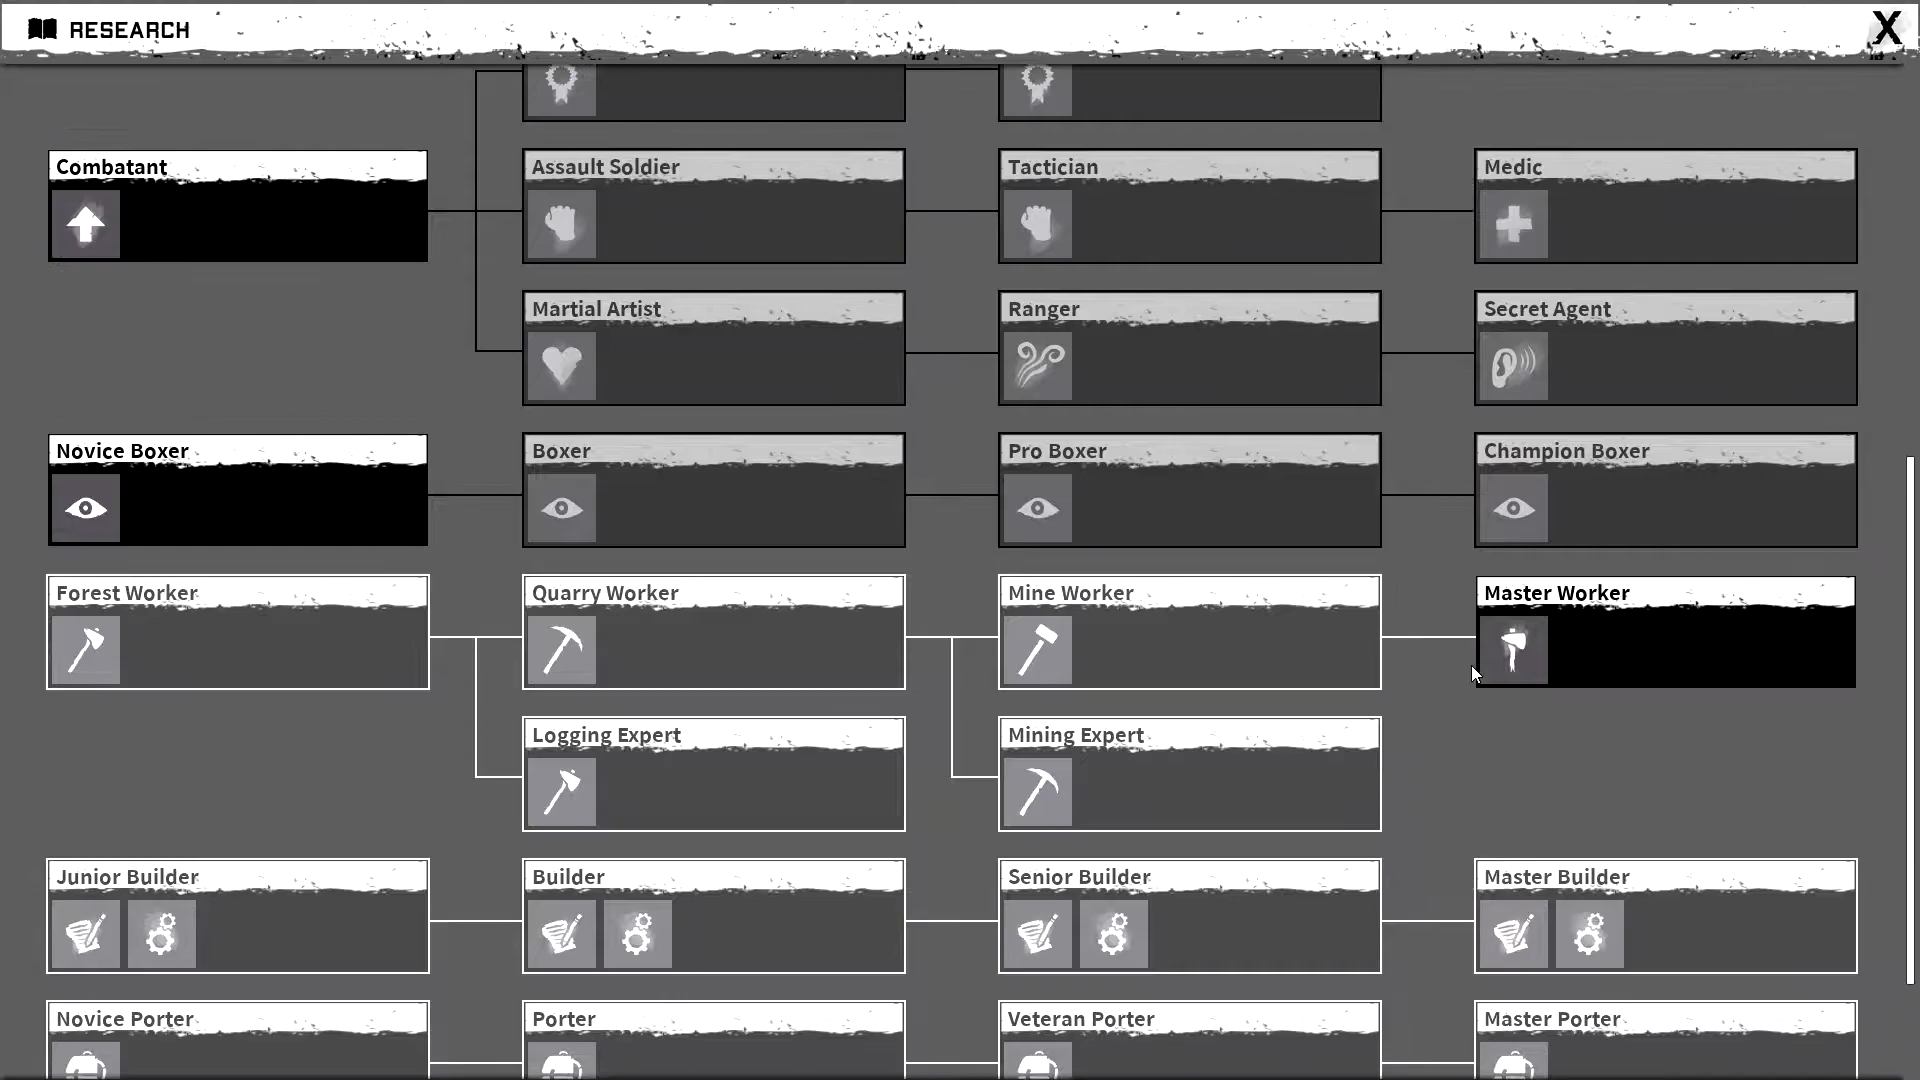 RESEARCH
X
Combatant
Assault Soldier
Tactician
Medic
Martial Artist
Ranger
Secret Agent
Novice Boxer
Boxer
Pro Boxer
Champion Boxer
Forest Worker
Quarry Worker
Mine Worker
Master Worker
Logging Expert
Mining Expert
Junior Builder
Builder
Senior Builder
Master Builder
Novice Porter
Porter
Veteran Porter
Master Porter